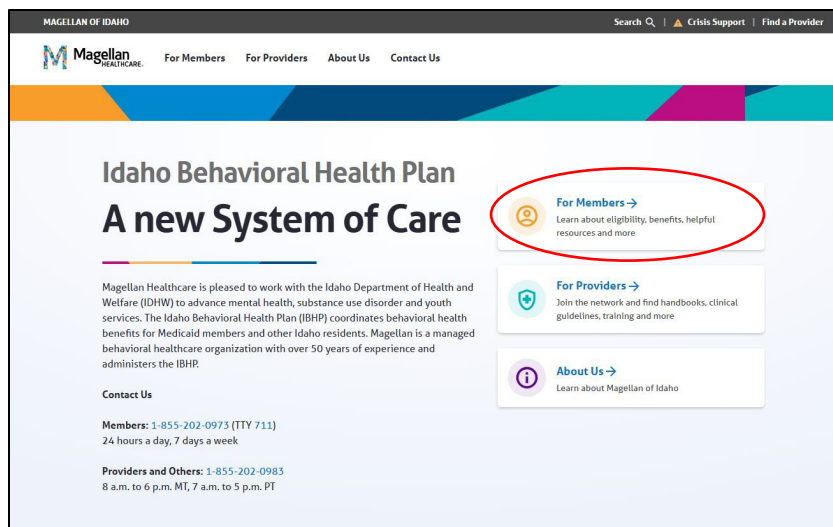 MAGELLAN OF IDAHO
Search | Crisis Support | Find a Provider
Magellan
HEALTHCARE.
For Members For Providers About Us Contact Us
Idaho Behavioral Health Plan
A new System of Care
Magellan Healthcare is pleased to work with the Idaho Department of Health and
Welfare (IDHW) to advance mental health, substance use disorder and youth
services. The Idaho Behavioral Health Plan (IBHP) coordinates behavioral health
benefits for Medicaid members and other Idaho residents. Magellan is a managed
behavioral healthcare organization with over 50 years of experience and
administers the IBHP.
Contact Us
Members: 1-855-202-0973 (TTY 711)
24 hours a day, 7 days a week
Providers and Others: 1-855-202-0983
8 a.m. to 6 p.m. MT, 7 a.m. to 5 p.m. PT
For Members →
Learn about eligibility, benefits, helpful
resources and more
For Providers →
Join the network and find handbooks, clinical
guidelines, training and more
About Us →
Learn about Magellan of Idaho